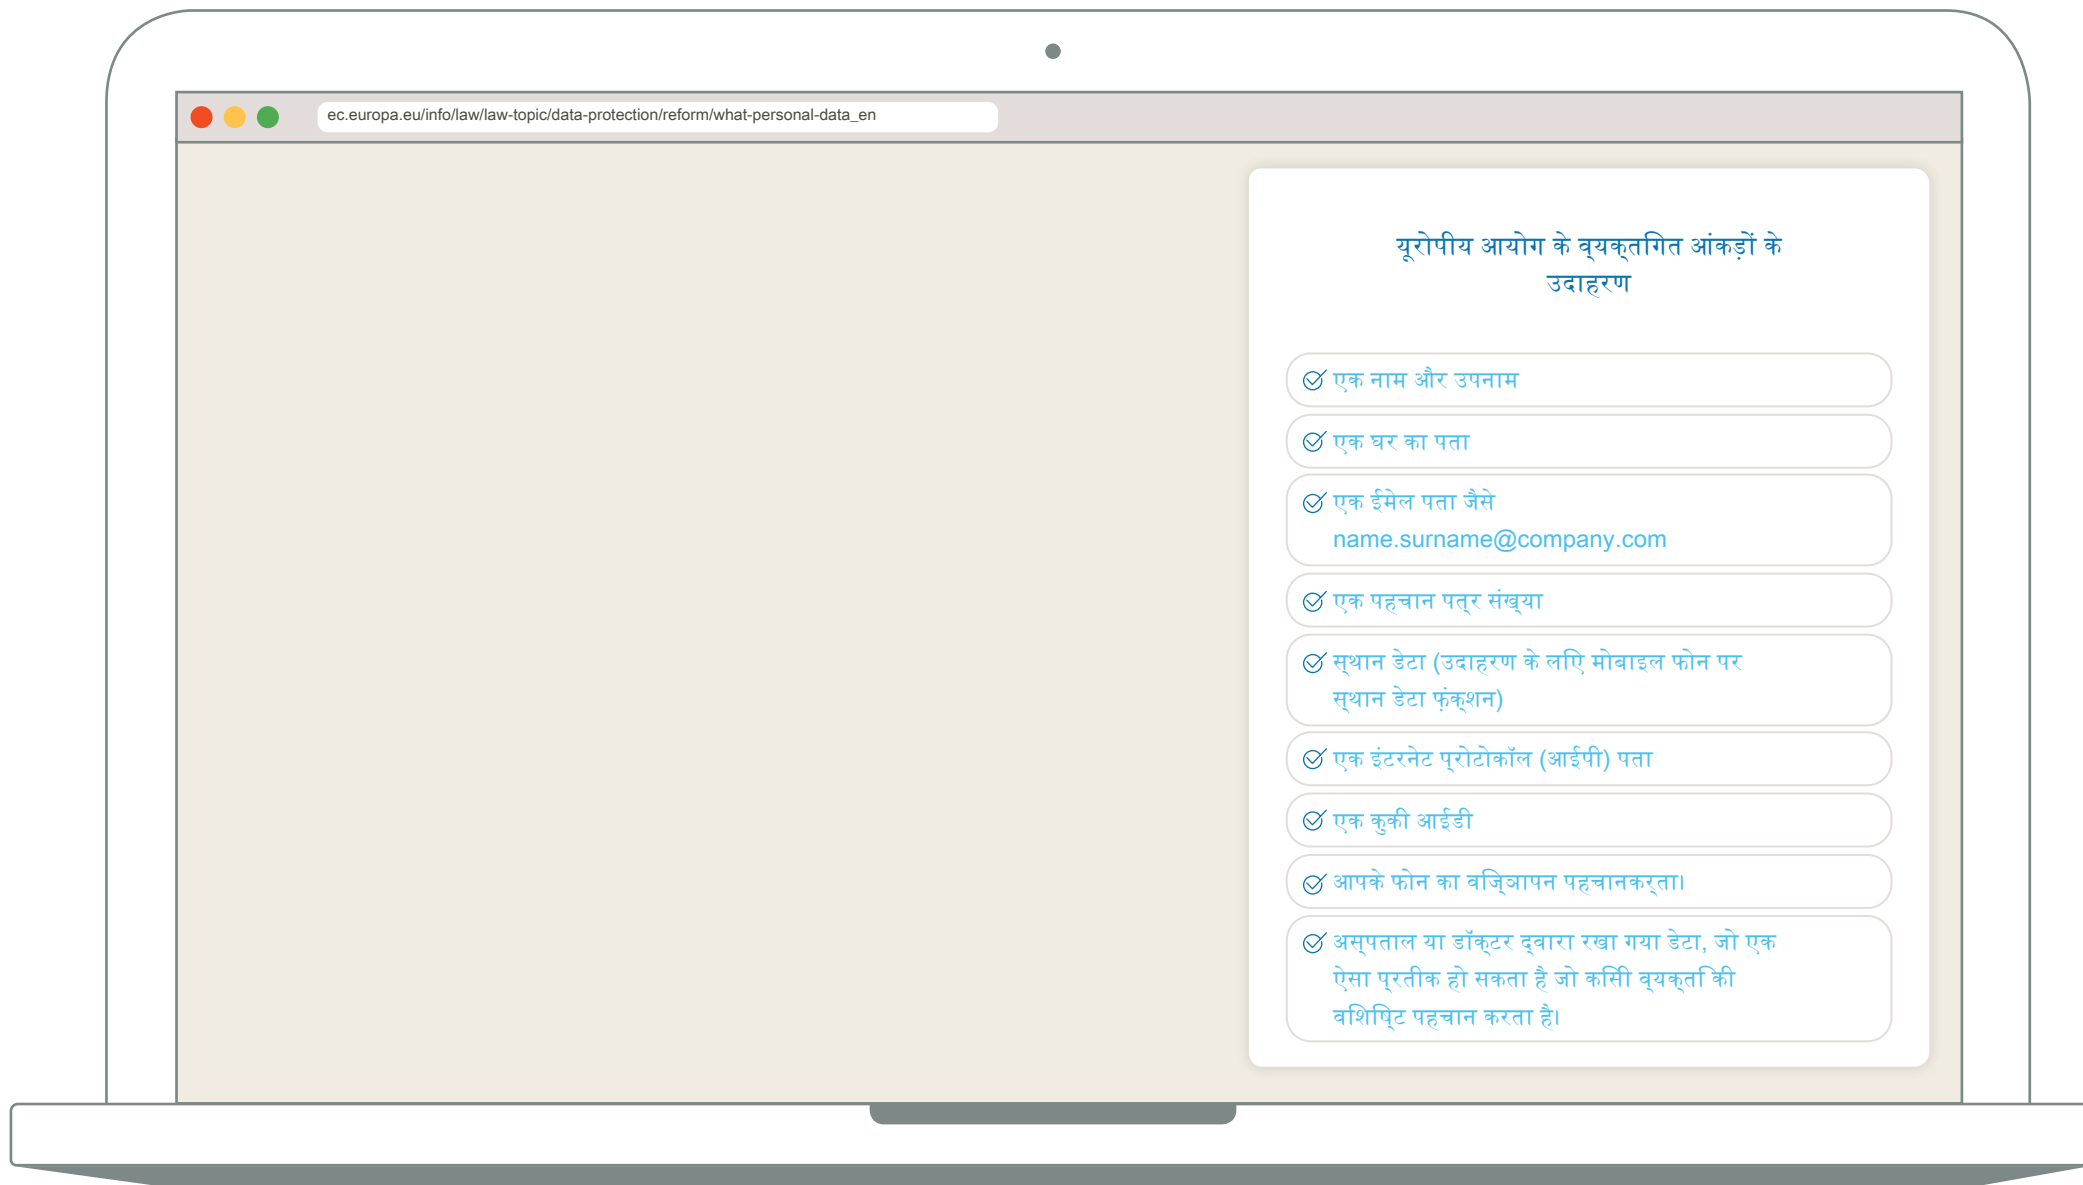 ec.europa.eu/info/law/law-topic/data-protection/reform/what-personal-data_en
यूरोपीय आयोग के व्यक्तिगत आंकड़ों के
उदाहरण
एक नाम और उपनाम
एक घर का पता
एक ईमेल पता जैसे
name.surname@company.com
एक पहचान पत्र संख्या
स्थान डेटा (उदाहरण के लिए मोबाइल फोन पर
स्थान डेटा फ़ंक्शन)
एक इंटरनेट प्रोटोकॉल (आईपी) पता
एक कुकी आईडी
आपके फोन का विज्ञापन पहचानकर्ता।
अस्पताल या डॉक्टर द्वारा रखा गया डेटा, जो एक
ऐसा प्रतीक हो सकता है जो किसी व्यक्ति की
विशिष्ट पहचान करता है।